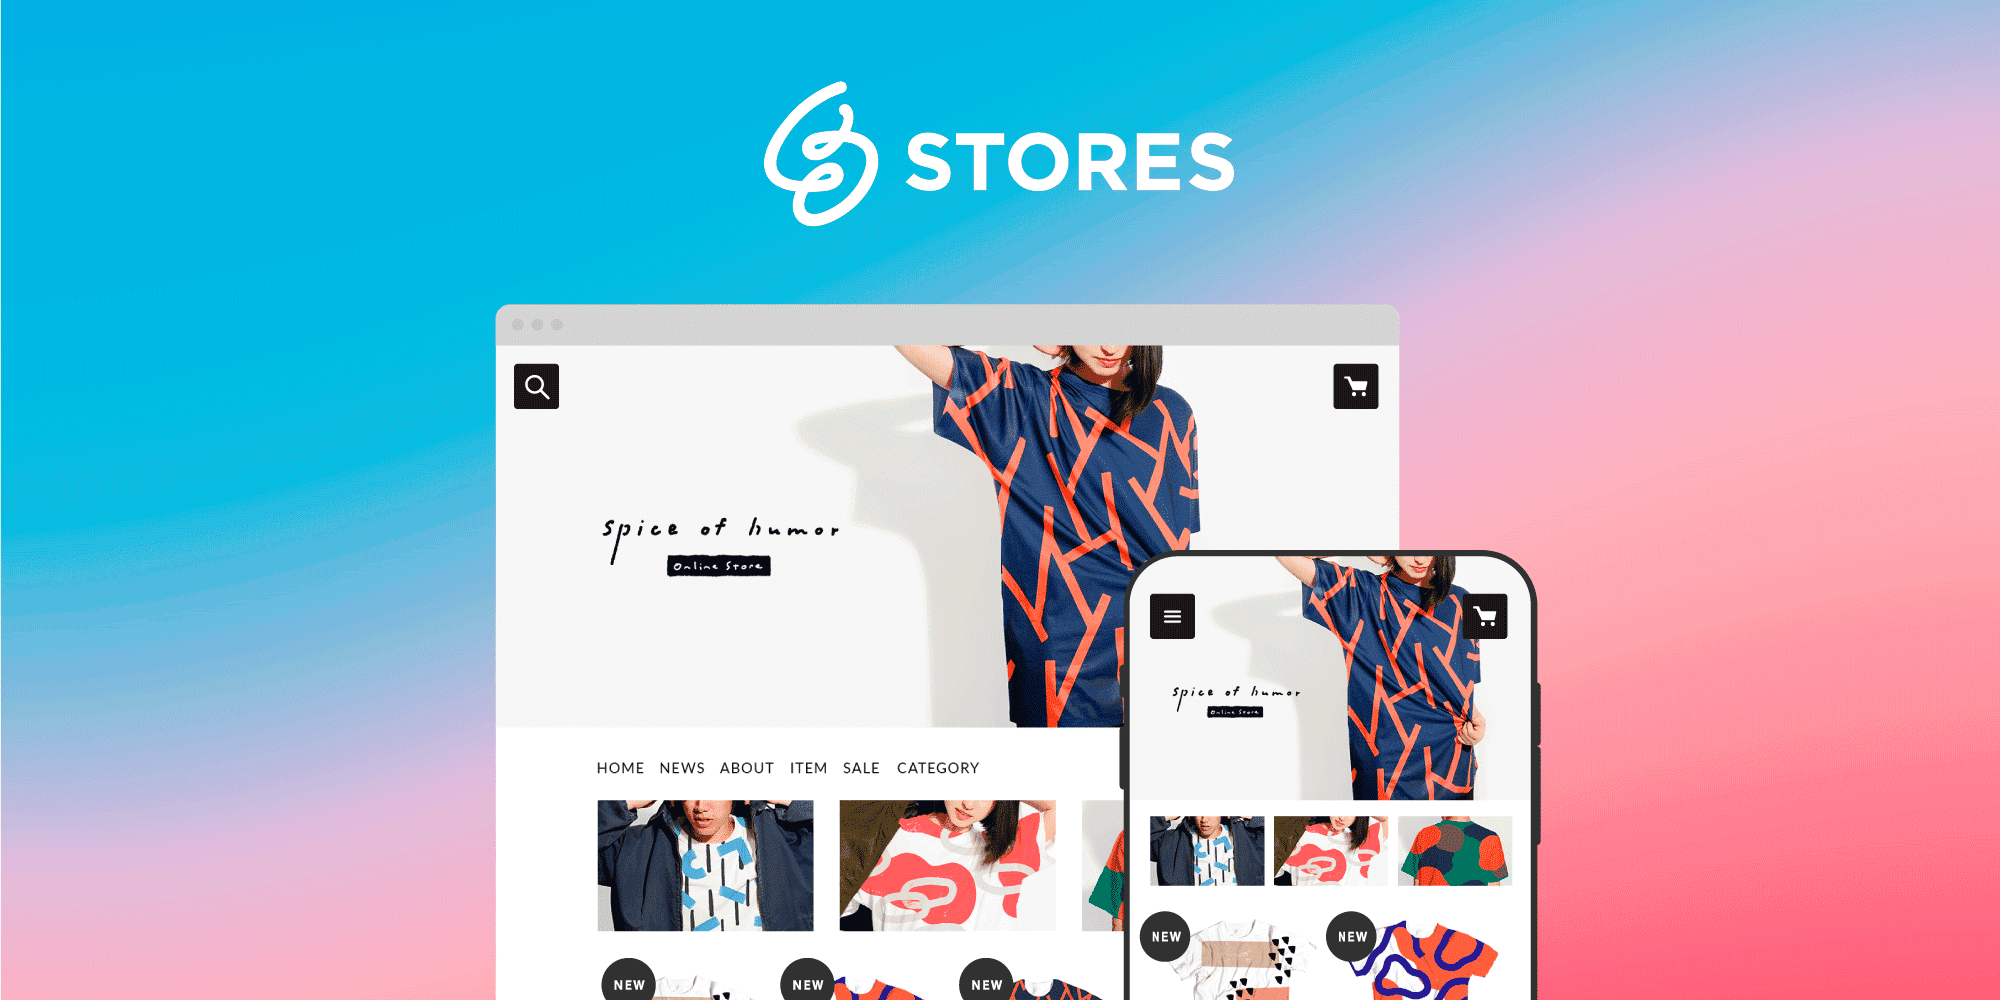 STORES
spice of humor
Online Store
HOME NEWS ABOUT ITEM SALE CATEGORY
NEW NEW NEW
spice of humor
Online Store
NEW NEW